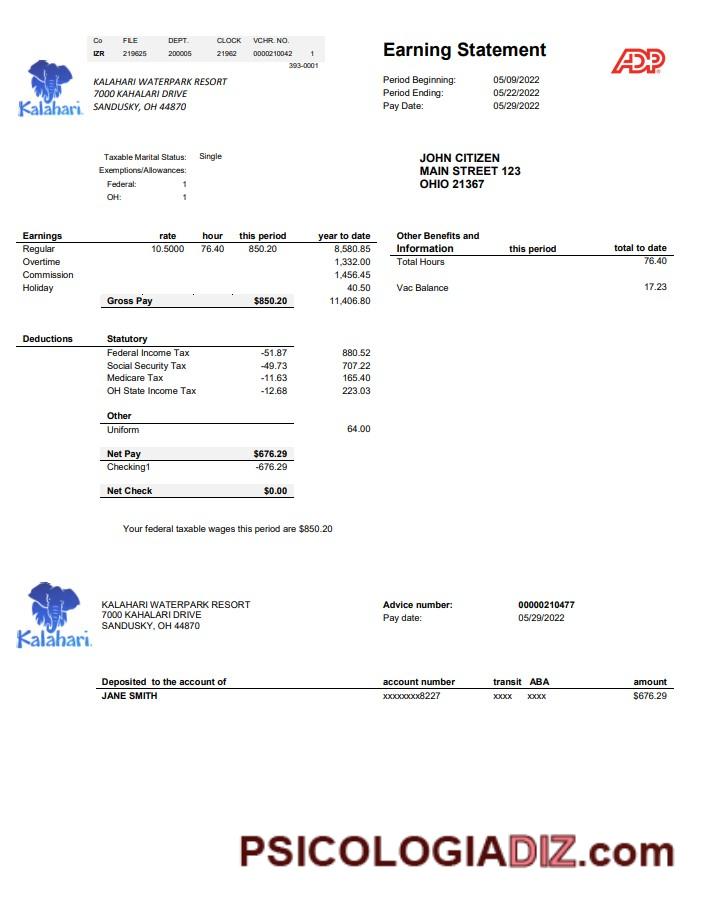 Co FILE DEPT. CLOCK VCHR. NO.
IZR 219625 200005 21962 0000210042 1
393-0001
Kalahari.
KALAHARI WATERPARK RESORT
7000 KAHALARI DRIVE
SANDUSKY, OH 44870
Earning Statement
ADP
Period Beginning: 05/09/2022
Period Ending: 05/22/2022
Pay Date: 05/29/2022
Taxable Marital Status: Single
Exemptions/Allowances:
Federal: 1
OH: 1
JOHN CITIZEN
MAIN STREET 123
OHIO 21367
Earnings rate hour this period year to date
Regular 10.5000 76.40 850.20 8,580.85
Overtime 1,332.00
Commission 1,456.45
Holiday 40.50
Gross Pay $850.20 11,406.80
Other Benefits and
Information this period total to date
Total Hours 76.40
Vac Balance 17.23
Deductions Statutory
Federal Income Tax -51.87 880.52
Social Security Tax -49.73 707.22
Medicare Tax -11.63 165.40
OH State Income Tax -12.68 223.03
Other
Uniform 64.00
Net Pay $676.29
Checking1 -676.29
Net Check $0.00
Your federal taxable wages this period are $850.20
Kalahari.
KALAHARI WATERPARK RESORT
7000 KAHALARI DRIVE
SANDUSKY, OH 44870
Advice number: 00000210477
Pay date: 05/29/2022
Deposited to the account of account number transit ABA amount
JANE SMITH xxxxxxxx8227 xxxx xxxx $676.29
PSICOLOGIADIZ.com